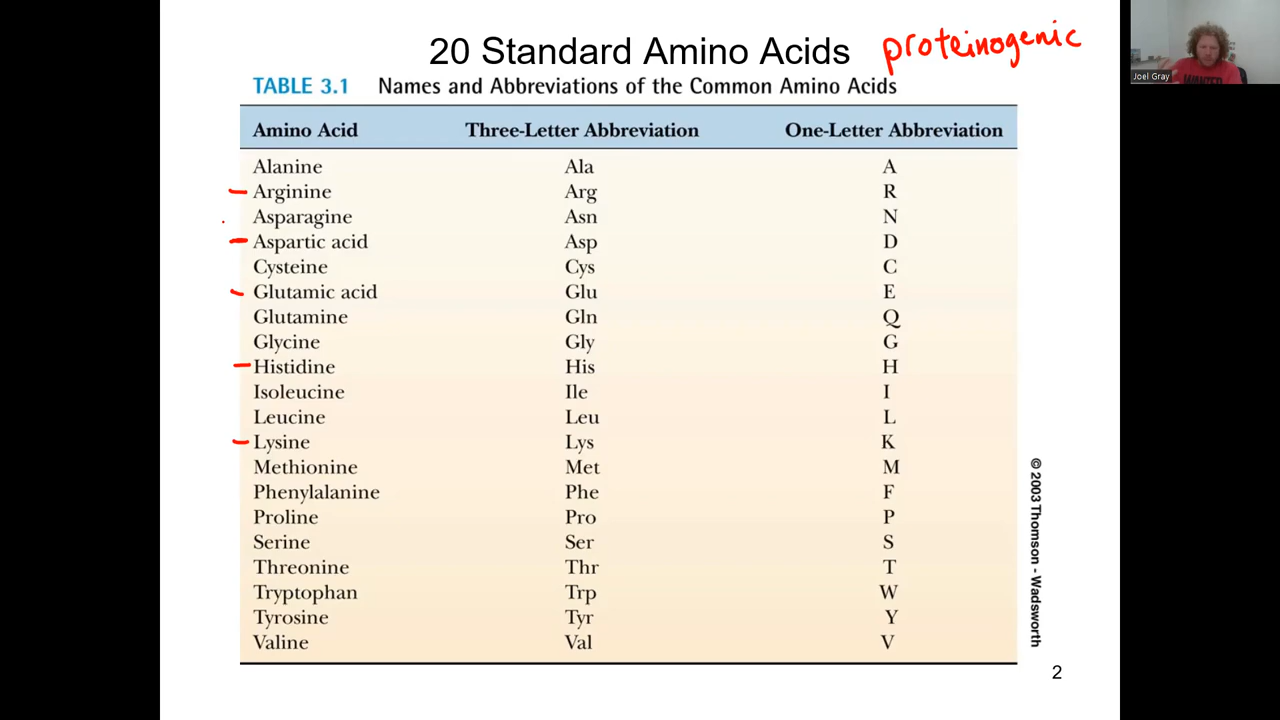 20 Standard Amino Acids proteinogenic
TABLE 3.1 Names and Abbreviations of the Common Amino Acids
Amino Acid Three-Letter Abbreviation One-Letter Abbreviation
Alanine Ala A
Arginine Arg R
Asparagine Asn N
Aspartic acid Asp D
Cysteine Cys C
Glutamic acid Glu E
Glutamine Gln Q
Glycine Gly G
Histidine His H
Isoleucine Ile I
Leucine Leu L
Lysine Lys K
Methionine Met M
Phenylalanine Phe F
Proline Pro P
Serine Ser S
Threonine Thr T
Tryptophan Trp W
Tyrosine Tyr Y
Valine Val V
© 2003 Thomson - Wadsworth
2
Joel Gray